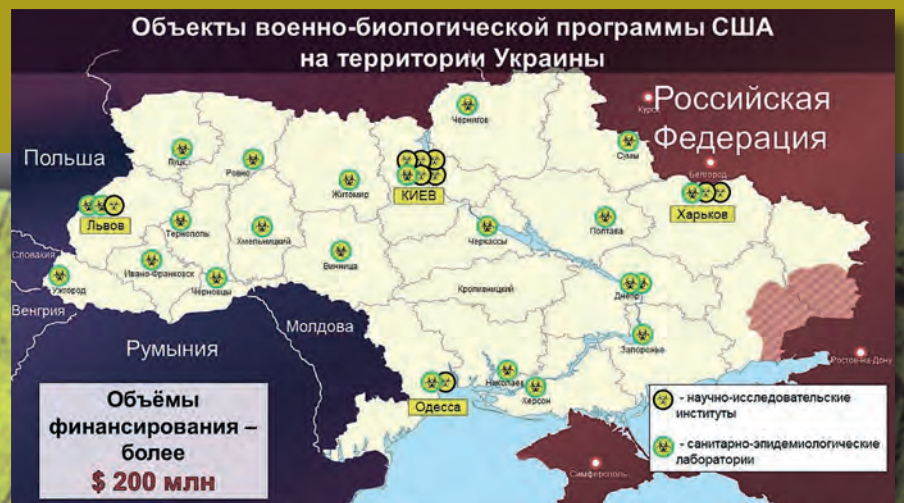 Объекты военно-биологической программы США
на территории Украины
Российская
Федерация
Курск
Чернигов
Польша
Луцк
Ровно
Сумы
Белгород
Житомир
КИЕВ
Харьков
Львов
Тернополь
Хмельницкий
Черкассы
Полтава
Словакия
Ужгород
Ивано-Франковск
Винница
Черновцы
Кропивницкий
Днепр
Венгрия
Молдова
Румыния
Запорожье
Ростов-на-Дону
Николаев
Одесса
Херсон
Объёмы
финансирования –
более
$ 200 млн
- научно-исследовательские
институты
- санитарно-эпидемиологические
лаборатории
Симферополь